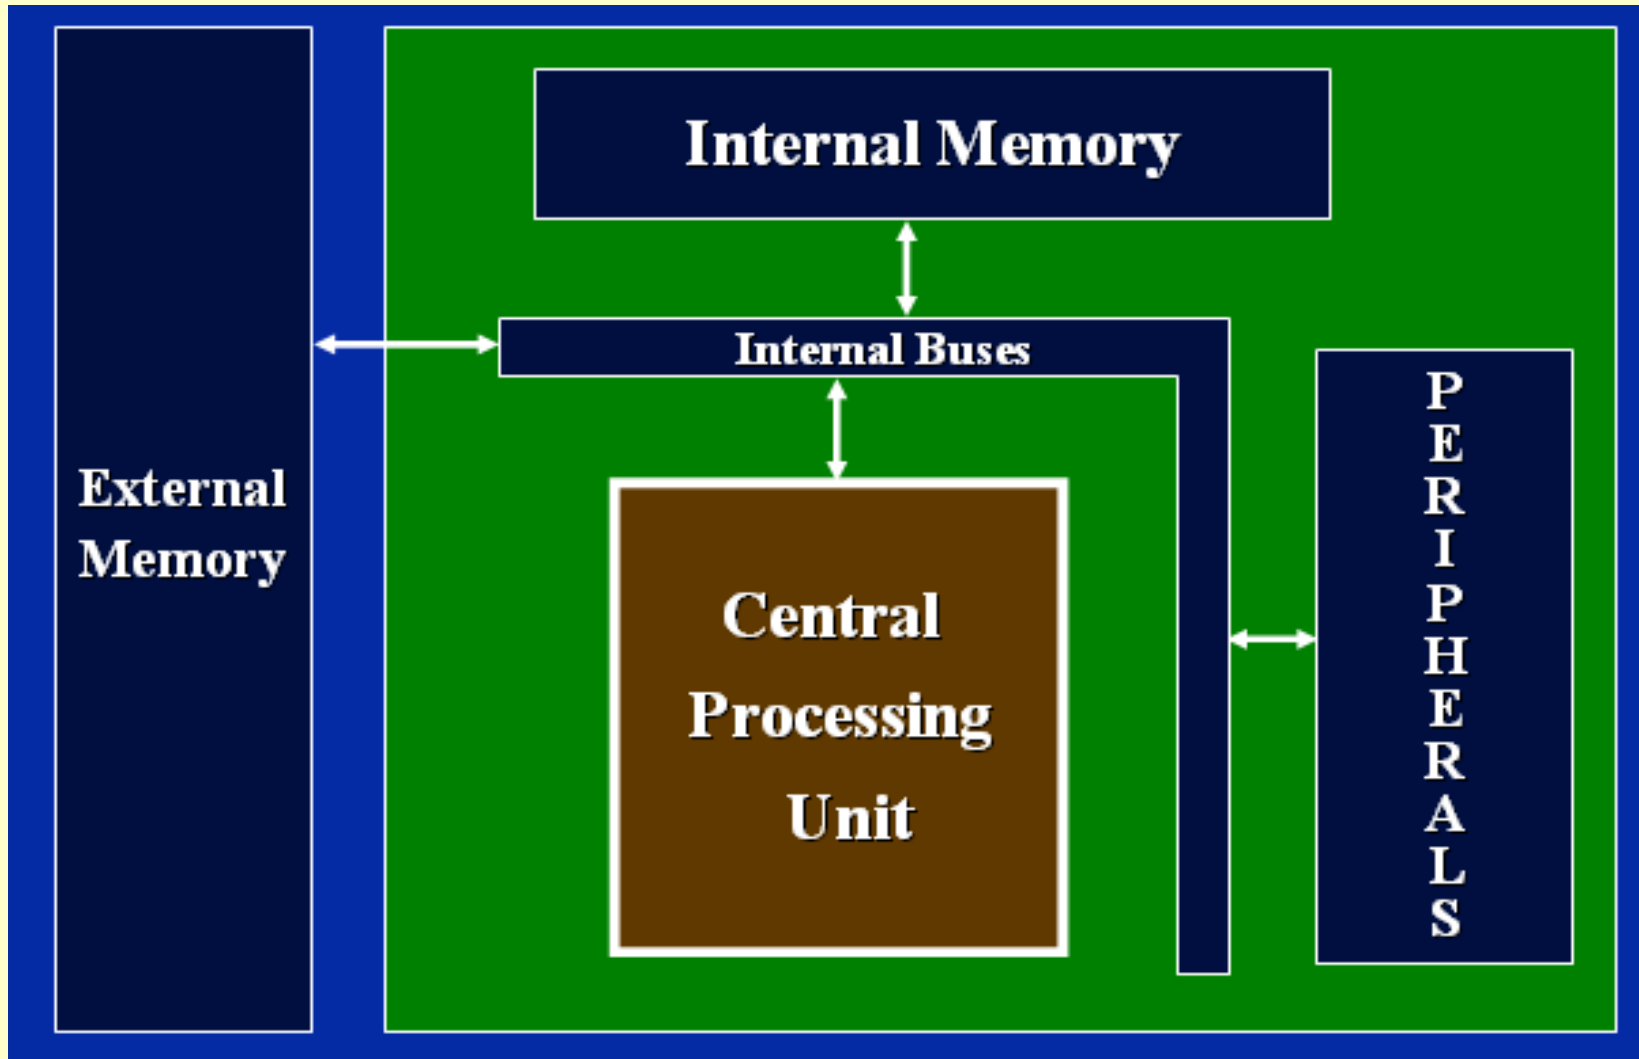 Internal Memory
Internal Buses
External
Memory
Central
Processing
Unit
P
E
R
I
P
H
E
R
A
L
S